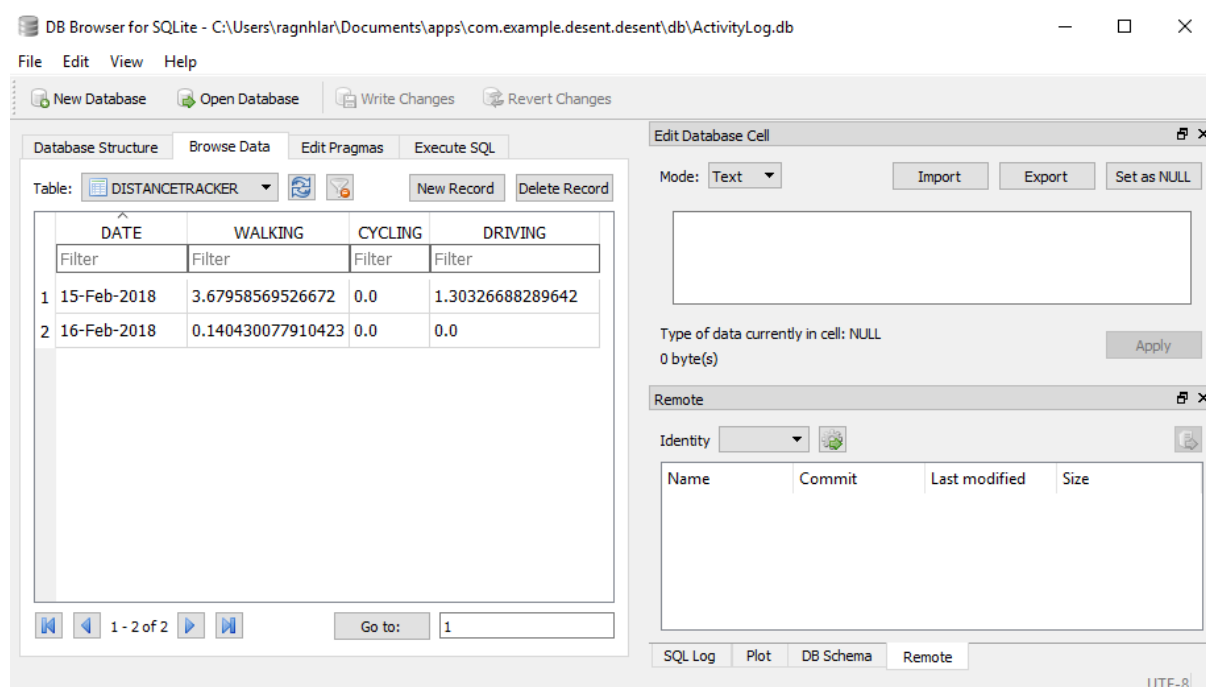 DB Browser for SQLite - C:\Users\ragnhlar\Documents\apps\com.example.desent.desent\db\ActivityLog.db
File Edit View Help
New Database Open Database Write Changes Revert Changes
Database Structure Browse Data Edit Pragmas Execute SQL
Table: DISTANCETRACKER New Record Delete Record
DATE WALKING CYCLING DRIVING
Filter Filter Filter Filter
1 15-Feb-2018 3.67958569526672 0.0 1.30326688289642
2 16-Feb-2018 0.140430077910423 0.0 0.0
1 - 2 of 2 Go to: 1
Edit Database Cell
Mode: Text Import Export Set as NULL
Type of data currently in cell: NULL
0 byte(s)
Apply
Remote
Identity
Name Commit Last modified Size
SQL Log Plot DB Schema Remote
UTF-8